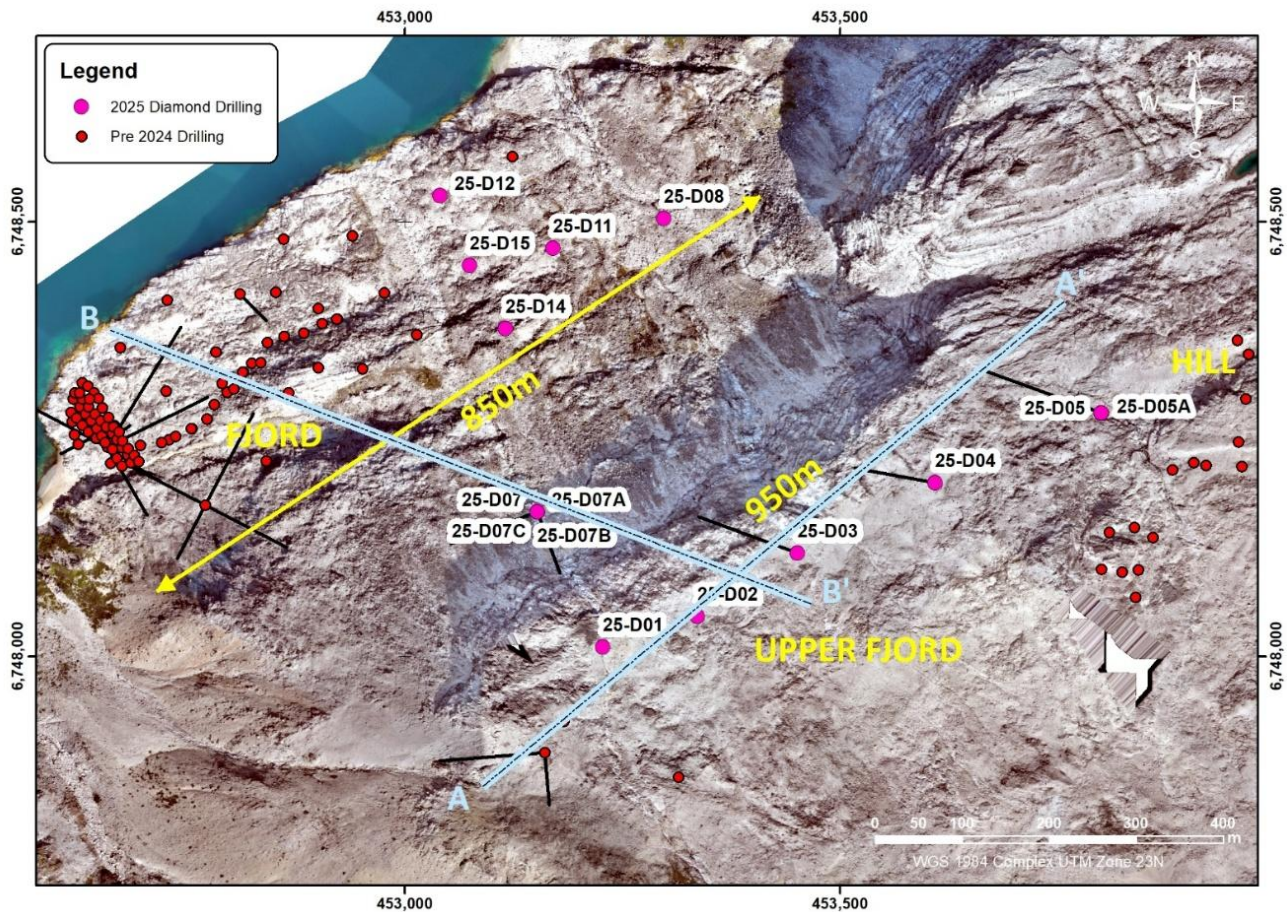 453,000
453,500
Legend
2025 Diamond Drilling
Pre 2024 Drilling
N
W E
S
6,748,500
6,748,500
25-D12
25-D08
25-D11
25-D15
25-D14
B
A'
HILL
850m
25-D05
25-D05A
FJORD
25-D04
950m
25-D07
25-D07A
25-D07C
25-D07B
25-D03
B'
25-D02
25-D01
UPPER FJORD
6,748,000
6,748,000
A
0 50 100 200 300 400
m
WGS 1984 Complex UTM Zone 23N
453,000
453,500